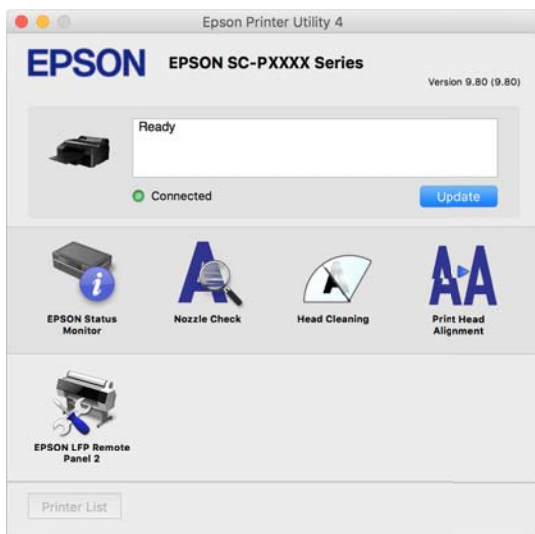 Epson Printer Utility 4
EPSON
EPSON SC-PXXXX Series
Version 9.80 (9.80)
Ready
Connected
Update
EPSON Status
Monitor
Nozzle Check
Head Cleaning
Print Head
Alignment
EPSON LFP Remote
Panel 2
Printer List